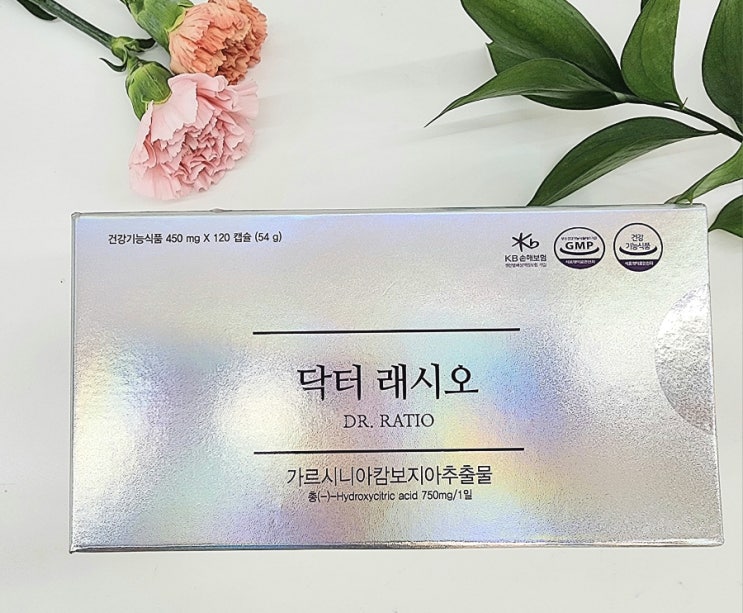 건강기능식품 450 mg X 120 캡슐 (54 g)
KB 손해보험
GMP
건강
기능식품
닥터 래시오
DR. RATIO
가르시니아캄보지아추출물
총(-)-Hydroxycitric acid 750mg/1일